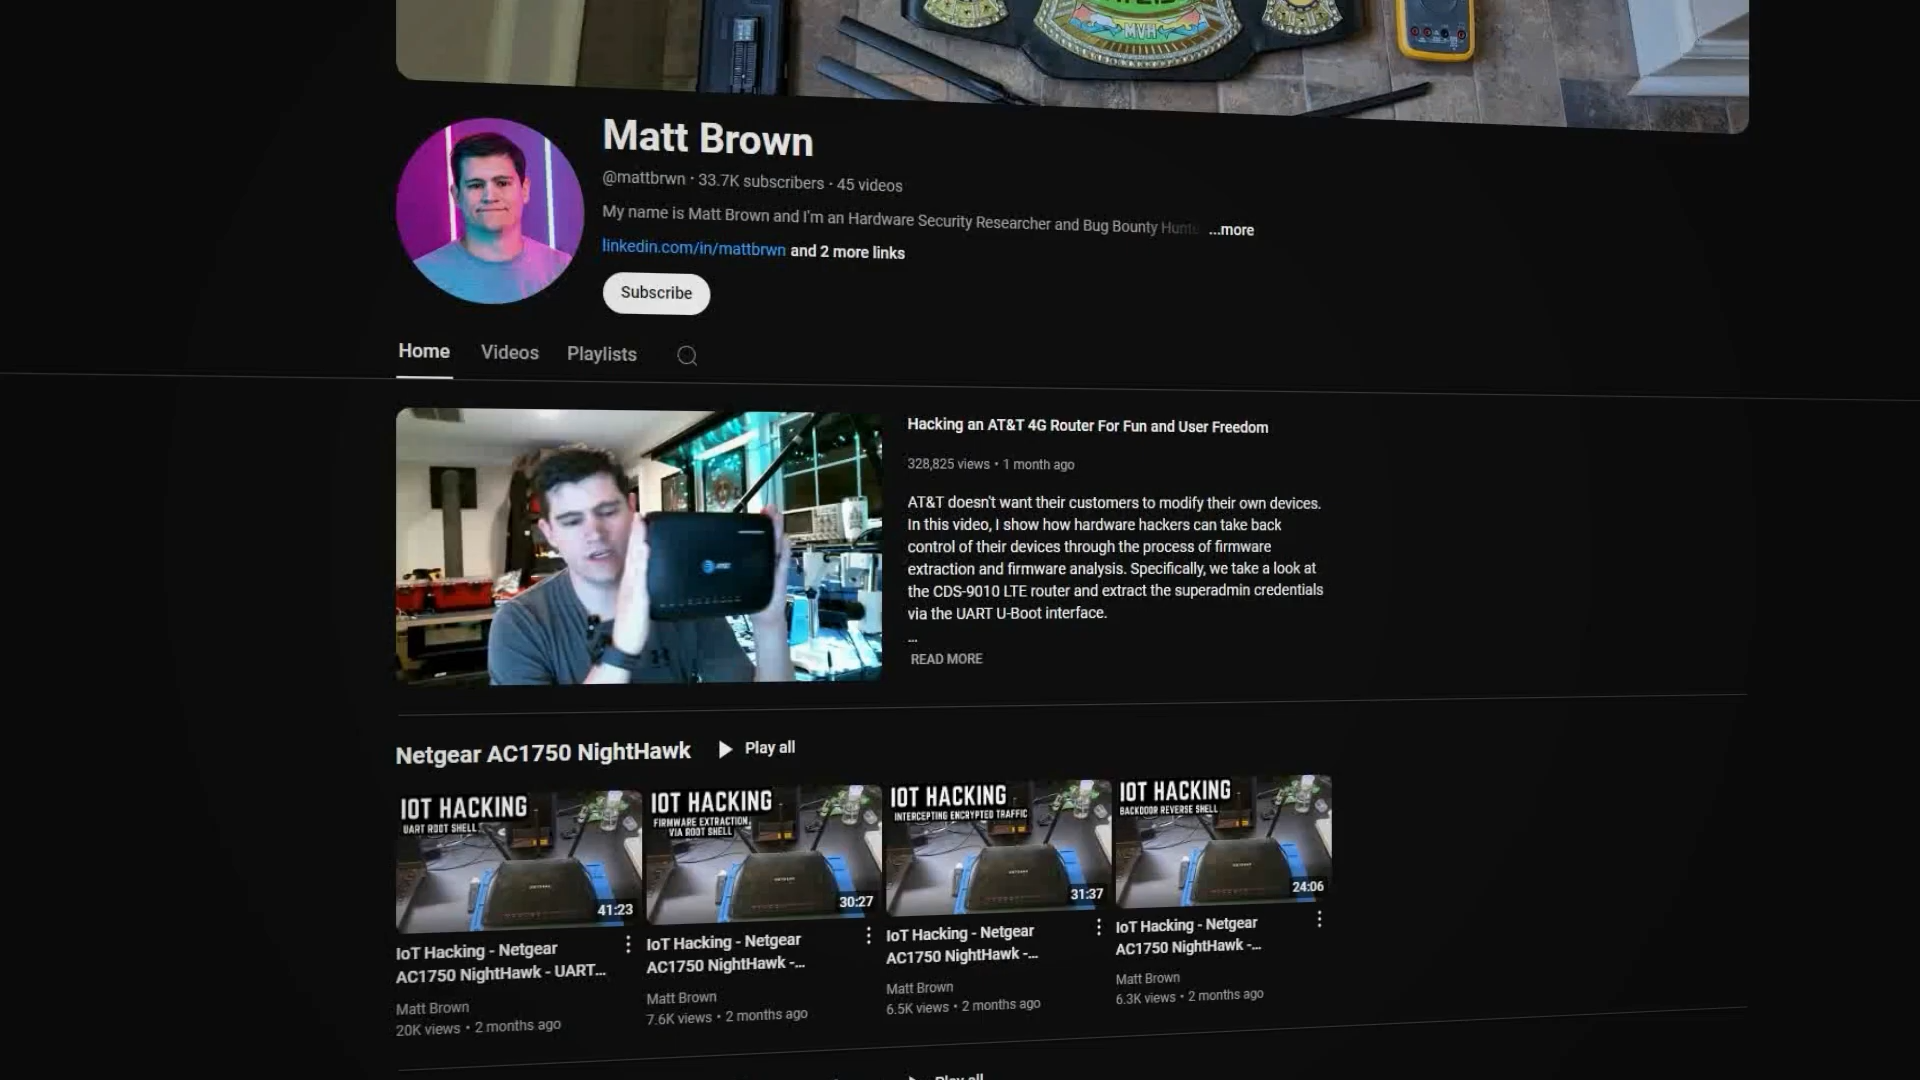 MVH
Matt Brown
@mattbrwn · 33.7K subscribers · 45 videos
My name is Matt Brown and I'm an Hardware Security Researcher and Bug Bounty Hunte ...more
linkedin.com/in/mattbrwn and 2 more links
Subscribe
Home Videos Playlists
Hacking an AT&T 4G Router For Fun and User Freedom
328,825 views • 1 month ago
AT&T doesn't want their customers to modify their own devices.
In this video, I show how hardware hackers can take back
control of their devices through the process of firmware
extraction and firmware analysis. Specifically, we take a look at
the CDS-9010 LTE router and extract the superadmin credentials
via the UART U-Boot interface.
...
READ MORE
AT&T
Netgear AC1750 NightHawk Play all
IOT HACKING
UART ROOT SHELL
41:23
IoT Hacking - Netgear
AC1750 NightHawk - UART...
Matt Brown
20K views • 2 months ago
IOT HACKING
FIRMWARE EXTRACTION
VIA ROOT SHELL
30:27
IoT Hacking - Netgear
AC1750 NightHawk -...
Matt Brown
7.6K views • 2 months ago
IOT HACKING
INTERCEPTING ENCRYPTED TRAFFIC
31:37
IoT Hacking - Netgear
AC1750 NightHawk -...
Matt Brown
6.5K views • 2 months ago
IOT HACKING
BACKDOOR REVERSE SHELL
24:06
IoT Hacking - Netgear
AC1750 NightHawk -...
Matt Brown
6.3K views • 2 months ago
Play all